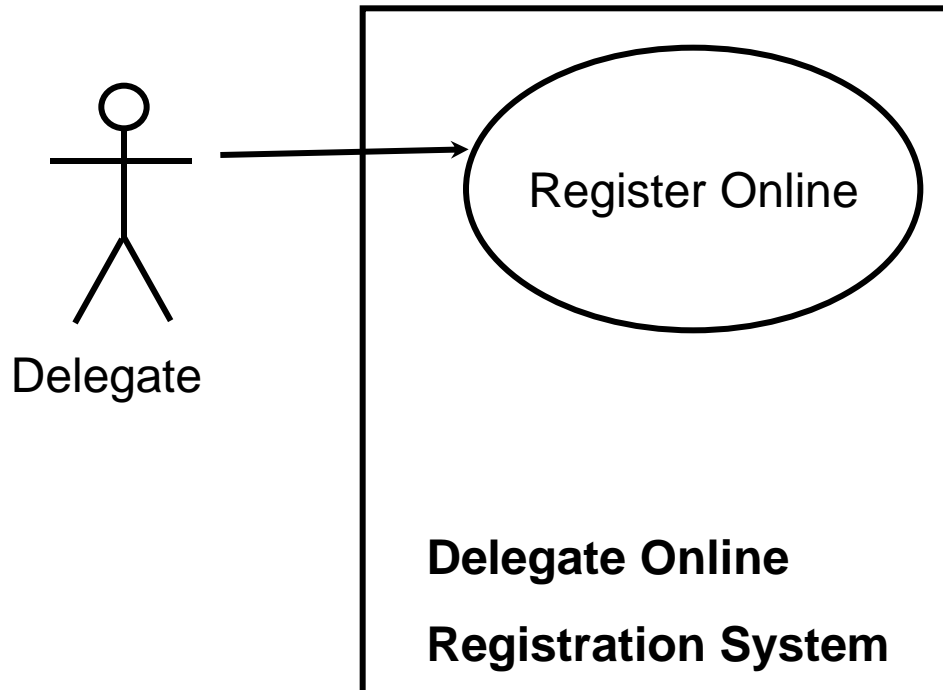 Register Online
Delegate
Delegate Online
Registration System